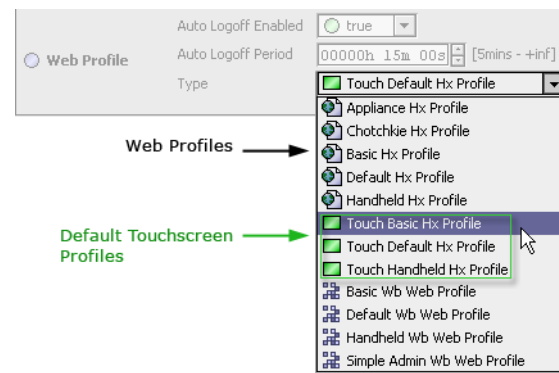 Auto Logoff Enabled true
Web Profile Auto Logoff Period 00000h 15m 00s [5mins - +inf]
Type Touch Default Hx Profile
Appliance Hx Profile
Chotchkie Hx Profile
Web Profiles Basic Hx Profile
Default Hx Profile
Handheld Hx Profile
Touch Basic Hx Profile
Default Touchscreen Profiles
Touch Default Hx Profile
Touch Handheld Hx Profile
Basic Wb Web Profile
Default Wb Web Profile
Handheld Wb Web Profile
Simple Admin Wb Web Profile